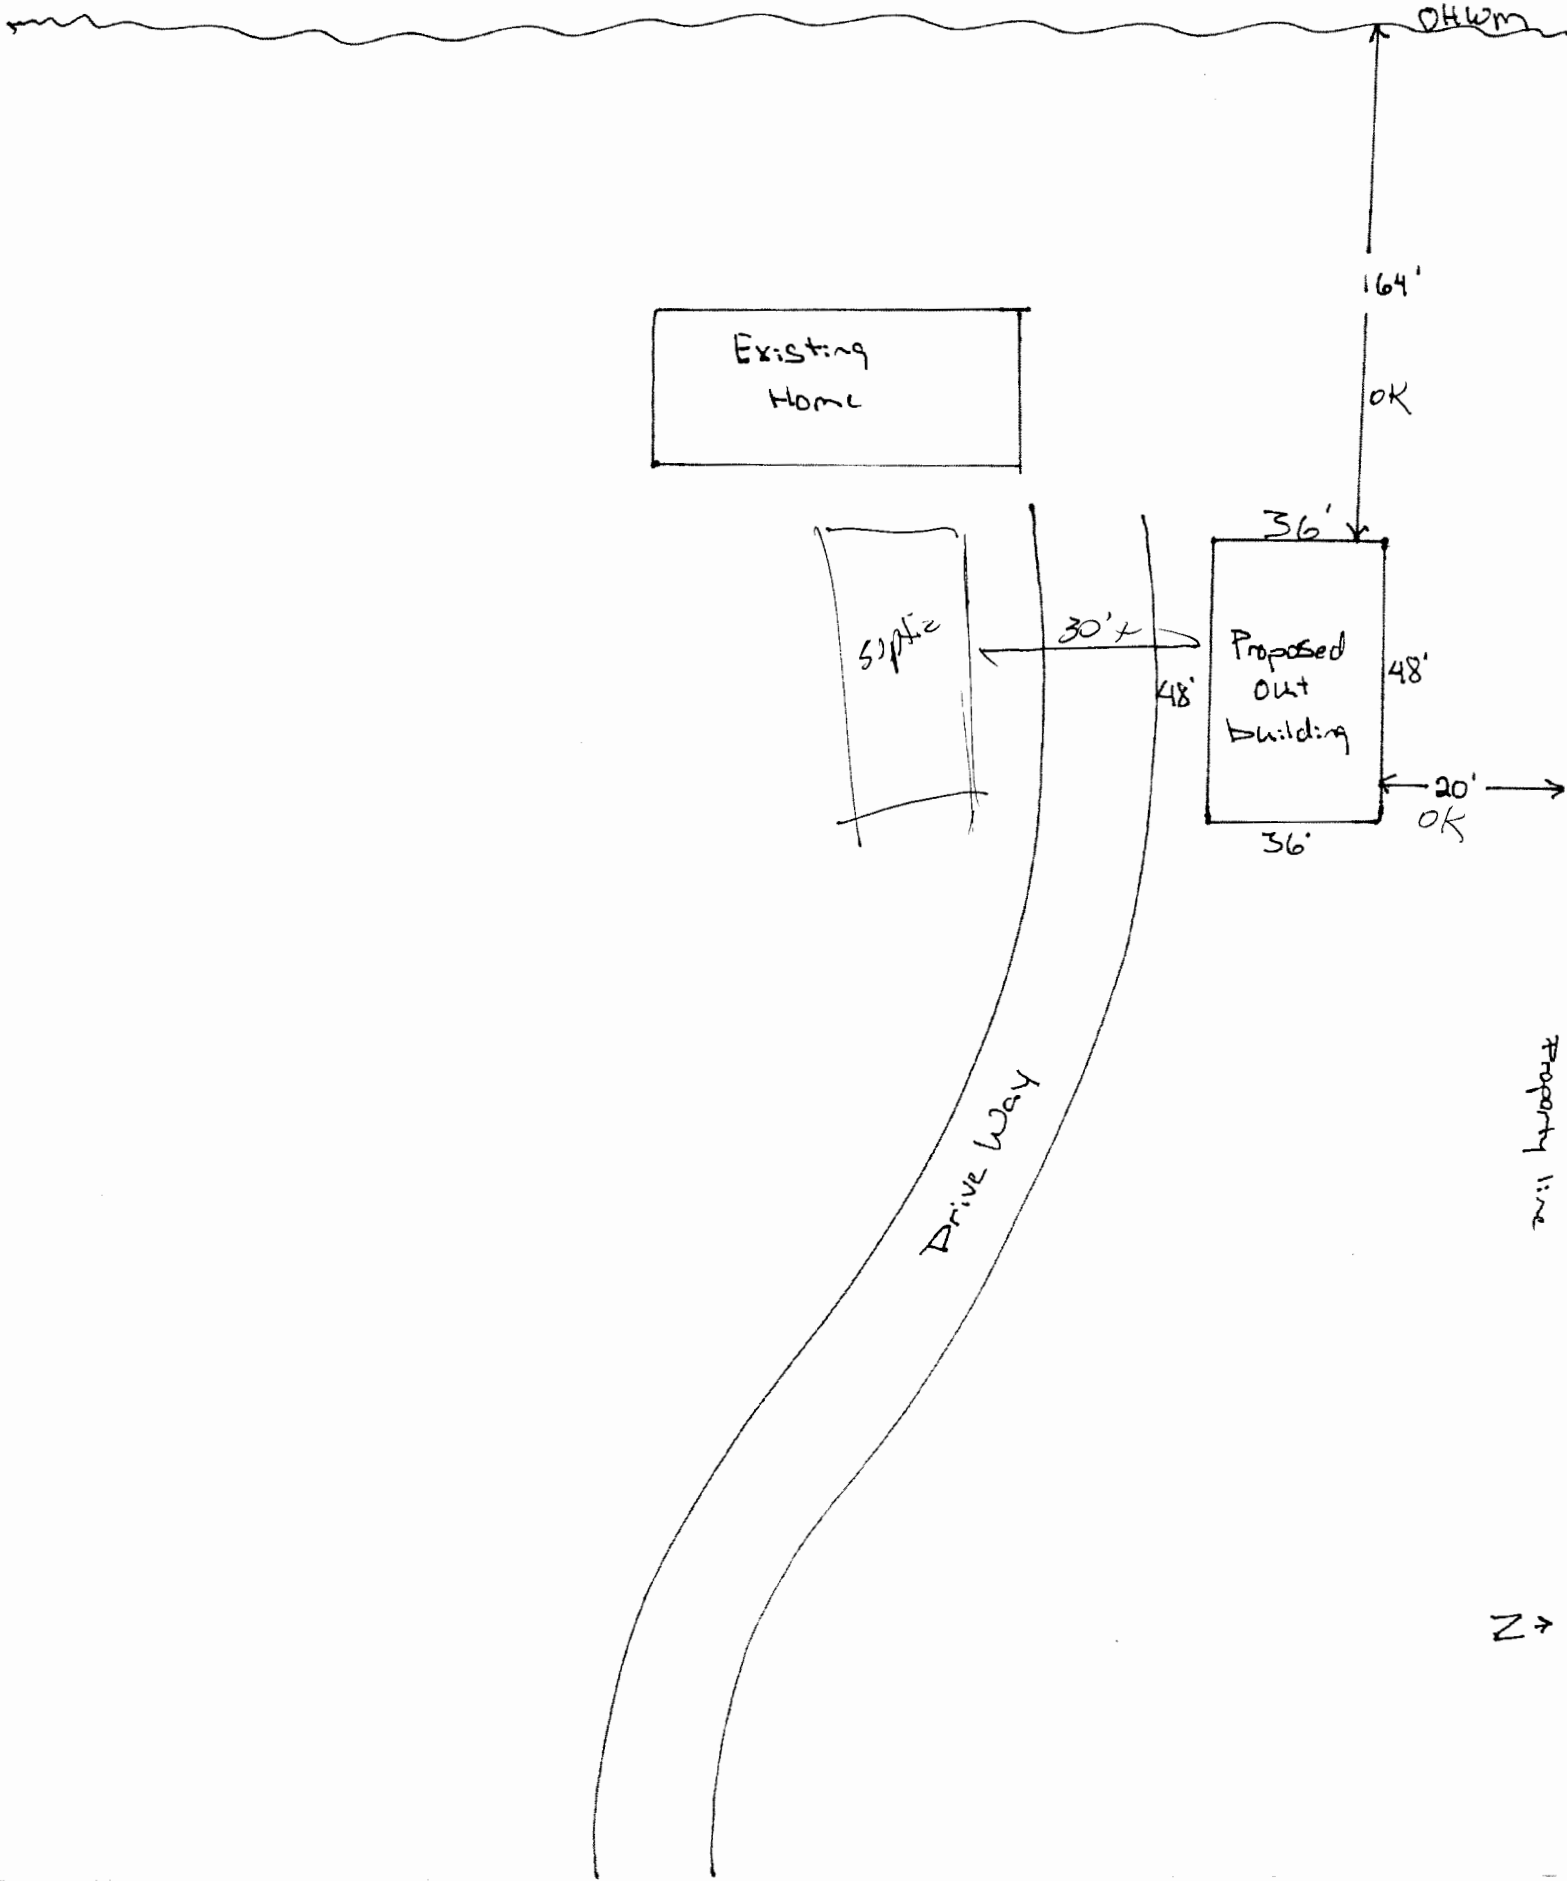 OHWM
164'
Existing
Home
OK
36'
30'+
Septic
Proposed
Out
building
48'
48'
20'
OK
36'
Property line
Drive Way
N